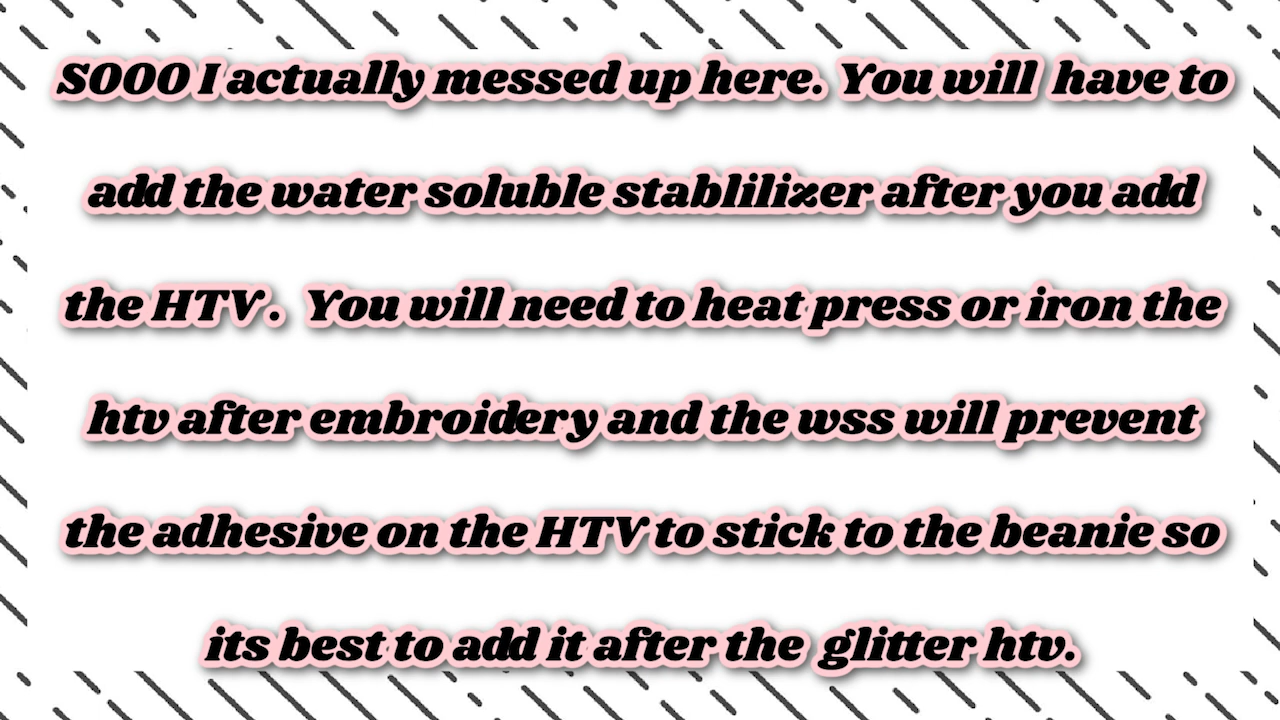 SOOO I actually messed up here. You will have to
add the water soluble stablilizer after you add
the HTV. You will need to heat press or iron the
htv after embroidery and the wss will prevent
the adhesive on the HTV to stick to the beanie so
its best to add it after the glitter htv.